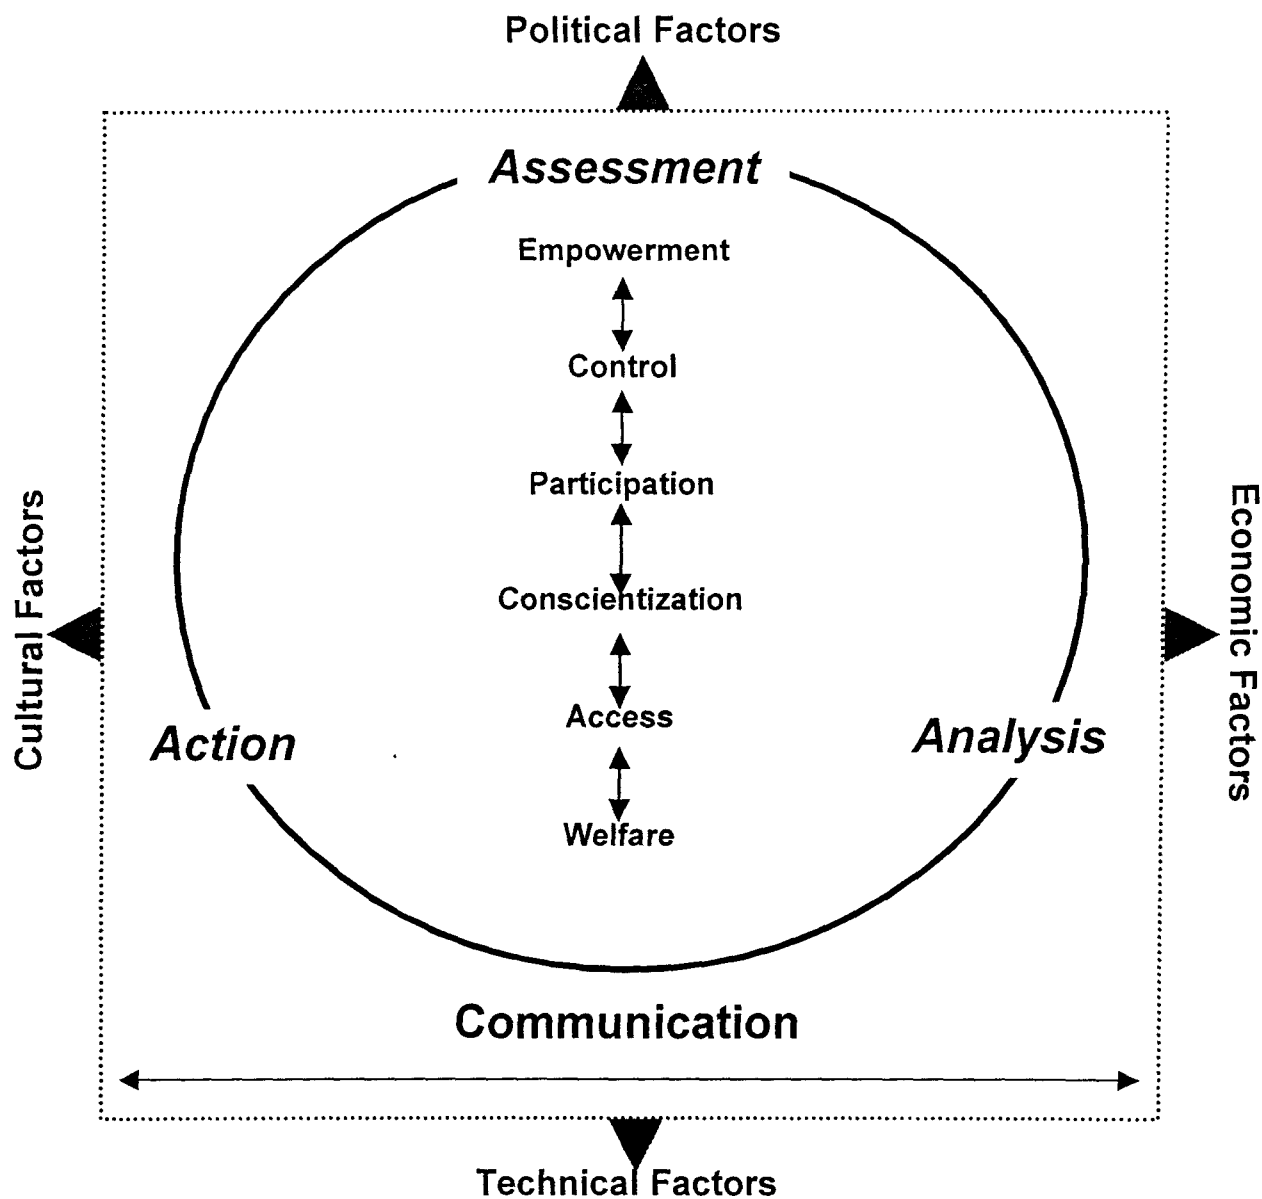 Political Factors
Assessment
Empowerment
Control
Participation
Conscientization
Cultural Factors
Economic Factors
Access
Action
Analysis
Welfare
Communication
Technical Factors